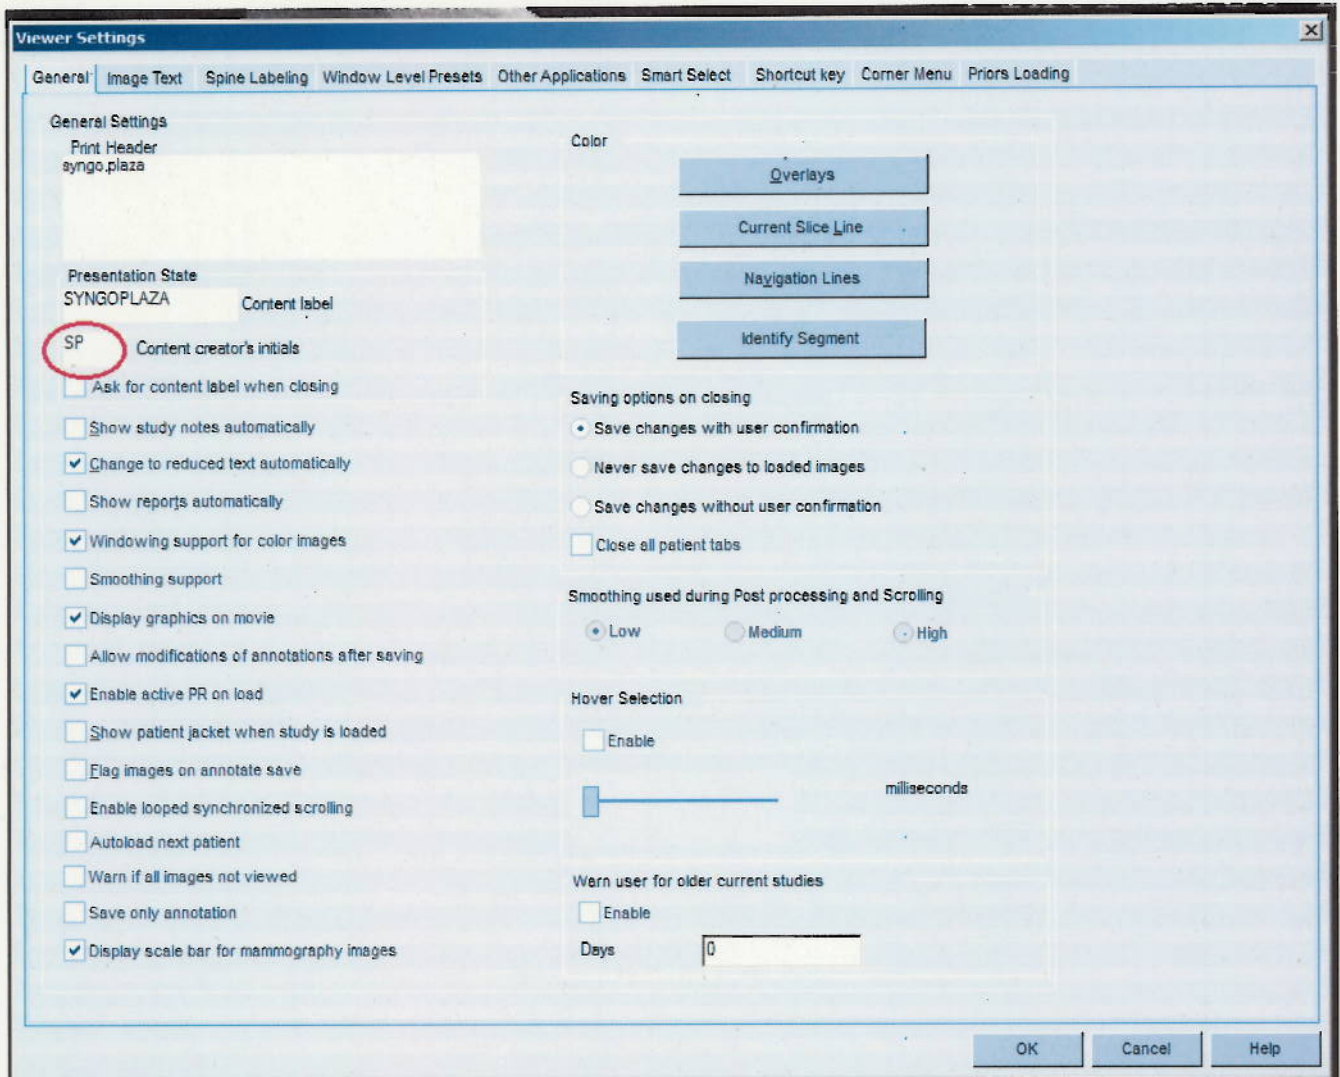 Viewer Settings
General Image Text Spine Labeling Window Level Presets Other Applications Smart Select Shortcut key Corner Menu Priors Loading
General Settings
Print Header
syngo.plaza
Presentation State
SYNGOPLAZA Content label
SP Content creator's initials
Ask for content label when closing
Show study notes automatically
Change to reduced text automatically
Show reports automatically
Windowing support for color images
Smoothing support
Display graphics on movie
Allow modifications of annotations after saving
Enable active PR on load
Show patient jacket when study is loaded
Flag images on annotate save
Enable looped synchronized scrolling
Autoload next patient
Warn if all images not viewed
Save only annotation
Display scale bar for mammography images
Color
Overlays
Current Slice Line
Navigation Lines
Identify Segment
Saving options on closing
Save changes with user confirmation
Never save changes to loaded images
Save changes without user confirmation
Close all patient tabs
Smoothing used during Post processing and Scrolling
Low Medium High
Hover Selection
Enable
milliseconds
Warn user for older current studies
Enable
Days 0
OK Cancel Help